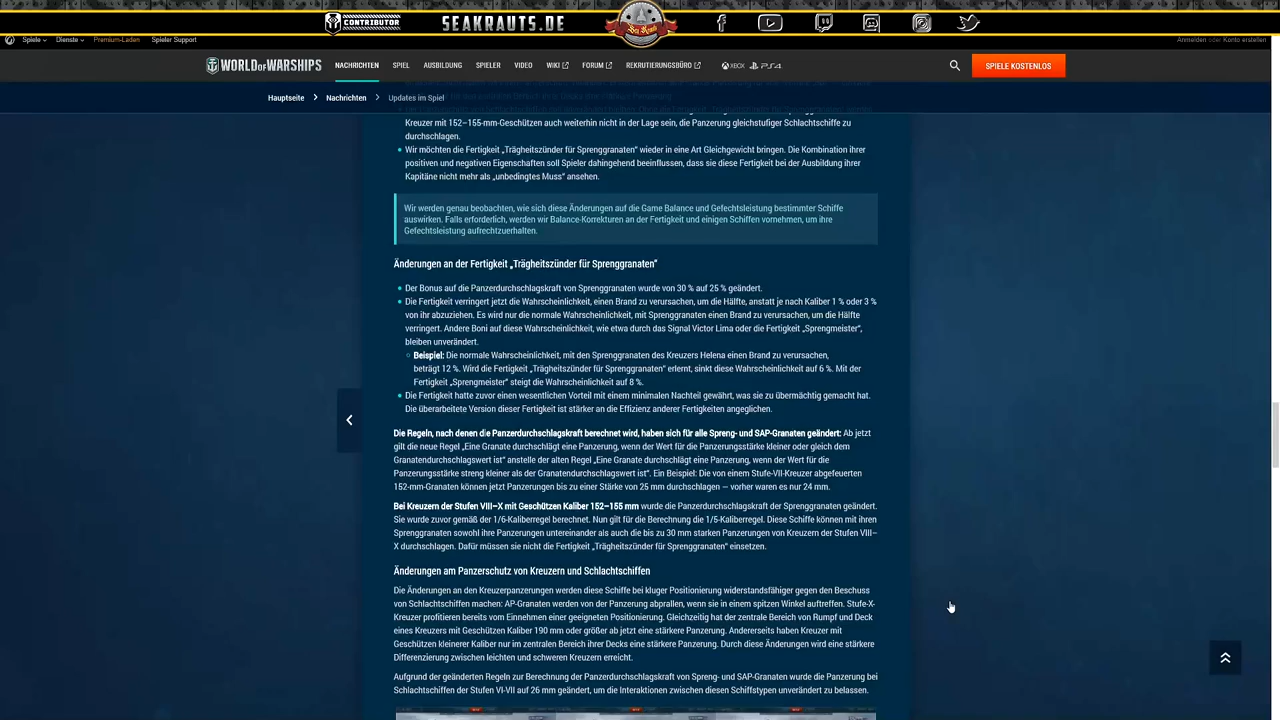 CONTRIBUTOR
SEAKRAUTS.DE
Spiele
Dienste
Premium-Laden
Spieler Support
Anmelden oder Konto erstellen
WORLD OF WARSHIPS
NACHRICHTEN
SPIEL
AUSBILDUNG
SPIELER
VIDEO
WIKI
FORUM
REKRUTIERUNGSBÜRO
XBOX
PS4
SPIELE KOSTENLOS
Hauptseite
Nachrichten
Updates im Spiel
Kreuzer mit 152–155-mm-Geschützen auch weiterhin nicht in der Lage sein, die Panzerung gleichstufiger Schlachtschiffe zu
durchschlagen.
Wir möchten die Fertigkeit „Trägheitszünder für Sprenggranaten“ wieder in eine Art Gleichgewicht bringen. Die Kombination ihrer
positiven und negativen Eigenschaften soll Spieler dahingehend beeinflussen, dass sie diese Fertigkeit bei der Ausbildung ihrer
Kapitäne nicht mehr als „unbedingtes Muss“ ansehen.
Wir werden genau beobachten, wie sich diese Änderungen auf die Game Balance und Gefechtsleistung bestimmter Schiffe
auswirken. Falls erforderlich, werden wir Balance-Korrekturen an der Fertigkeit und einigen Schiffen vornehmen, um ihre
Gefechtsleistung aufrechtzuerhalten.
Änderungen an der Fertigkeit „Trägheitszünder für Sprenggranaten“
Der Bonus auf die Panzerdurchschlagskraft von Sprenggranaten wurde von 30 % auf 25 % geändert.
Die Fertigkeit verringert jetzt die Wahrscheinlichkeit, einen Brand zu verursachen, um die Hälfte, anstatt je nach Kaliber 1 % oder 3 %
von ihr abzuziehen. Es wird nur die normale Wahrscheinlichkeit, mit Sprenggranaten einen Brand zu verursachen, um die Hälfte
verringert. Andere Boni auf diese Wahrscheinlichkeit, wie etwa durch das Signal Victor Lima oder die Fertigkeit „Sprengmeister“,
bleiben unverändert.
Beispiel: Die normale Wahrscheinlichkeit, mit den Sprenggranaten des Kreuzers Helena einen Brand zu verursachen,
beträgt 12 %. Wird die Fertigkeit „Trägheitszünder für Sprenggranaten“ erlernt, sinkt diese Wahrscheinlichkeit auf 6 %. Mit der
Fertigkeit „Sprengmeister“ steigt die Wahrscheinlichkeit auf 8 %.
Die Fertigkeit hatte zuvor einen wesentlichen Vorteil mit einem minimalen Nachteil gewährt, was sie zu übermächtig gemacht hat.
Die überarbeitete Version dieser Fertigkeit ist stärker an die Effizienz anderer Fertigkeiten angeglichen.
Die Regeln, nach denen die Panzerdurchschlagskraft berechnet wird, haben sich für alle Spreng- und SAP-Granaten geändert: Ab jetzt
gilt die neue Regel „Eine Granate durchschlägt eine Panzerung, wenn der Wert für die Panzerungsstärke kleiner oder gleich dem
Granatendurchschlagswert ist“ anstelle der alten Regel „Eine Granate durchschlägt eine Panzerung, wenn der Wert für die
Panzerungsstärke streng kleiner als der Granatendurchschlagswert ist“. Ein Beispiel: Die von einem Stufe-VII-Kreuzer abgefeuerten
152-mm-Granaten können jetzt Panzerungen bis zu einer Stärke von 25 mm durchschlagen — vorher waren es nur 24 mm.
Bei Kreuzern der Stufen VIII–X mit Geschützen Kaliber 152–155 mm wurde die Panzerdurchschlagskraft der Sprenggranaten geändert.
Sie wurde zuvor gemäß der 1/6-Kaliberregel berechnet. Nun gilt für die Berechnung die 1/5-Kaliberregel. Diese Schiffe können mit ihren
Sprenggranaten sowohl ihre Panzerungen untereinander als auch die bis zu 30 mm starken Panzerungen von Kreuzern der Stufen VIII–
X durchschlagen. Dafür müssen sie nicht die Fertigkeit „Trägheitszünder für Sprenggranaten“ einsetzen.
Änderungen am Panzerschutz von Kreuzern und Schlachtschiffen
Die Änderungen an den Kreuzerpanzerungen werden diese Schiffe bei kluger Positionierung widerstandsfähiger gegen den Beschuss
von Schlachtschiffen machen: AP-Granaten werden von der Panzerung abprallen, wenn sie in einem spitzen Winkel auftreffen. Stufe-X-
Kreuzer profitieren bereits vom Einnehmen einer geeigneten Positionierung. Gleichzeitig hat der zentrale Bereich von Rumpf und Deck
eines Kreuzers mit Geschützen Kaliber 190 mm oder größer ab jetzt eine stärkere Panzerung. Andererseits haben Kreuzer mit
Geschützen kleinerer Kaliber nur im zentralen Bereich ihrer Decks eine stärkere Panzerung. Durch diese Änderungen wird eine stärkere
Differenzierung zwischen leichten und schweren Kreuzern erreicht.
Aufgrund der geänderten Regeln zur Berechnung der Panzerdurchschlagskraft von Spreng- und SAP-Granaten wurde die Panzerung bei
Schlachtschiffen der Stufen VI-VII auf 26 mm geändert, um die Interaktionen zwischen diesen Schiffstypen unverändert zu belassen.